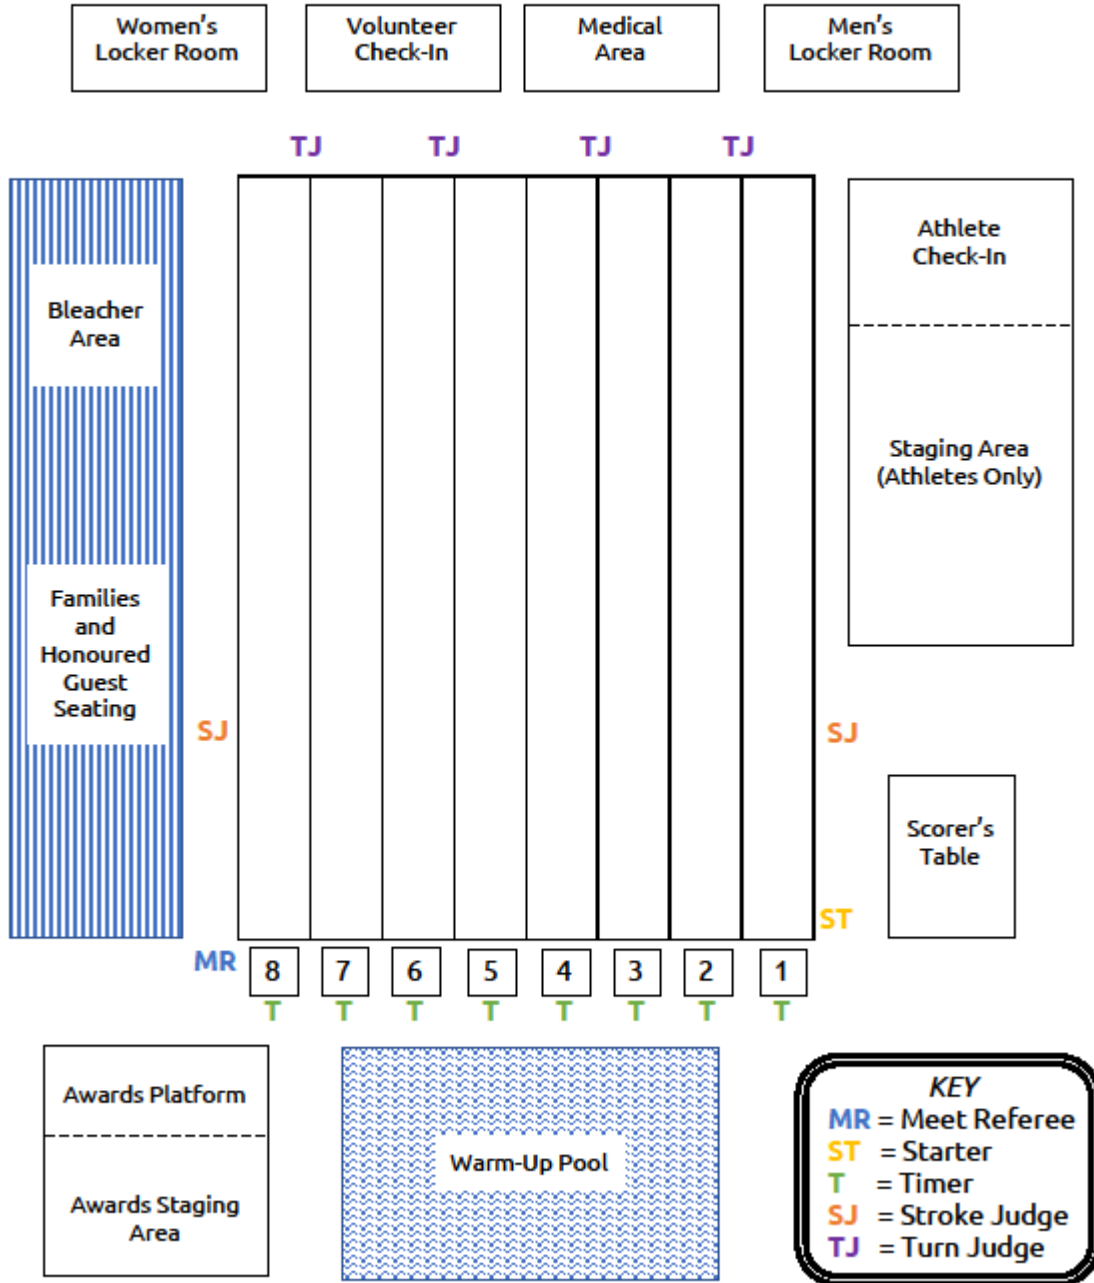 Women's
Locker Room
Volunteer
Check-In
Medical
Area
Men's
Locker Room
TJ TJ TJ TJ
Athlete
Check-In
Bleacher
Area
Staging Area
(Athletes Only)
Families
and
Honoured
Guest
Seating
SJ SJ
Scorer's
Table
ST
MR 8 7 6 5 4 3 2 1
T T T T T T T T
Awards Platform
Awards Staging
Area
Warm-Up Pool
KEY
MR = Meet Referee
ST = Starter
T = Timer
SJ = Stroke Judge
TJ = Turn Judge